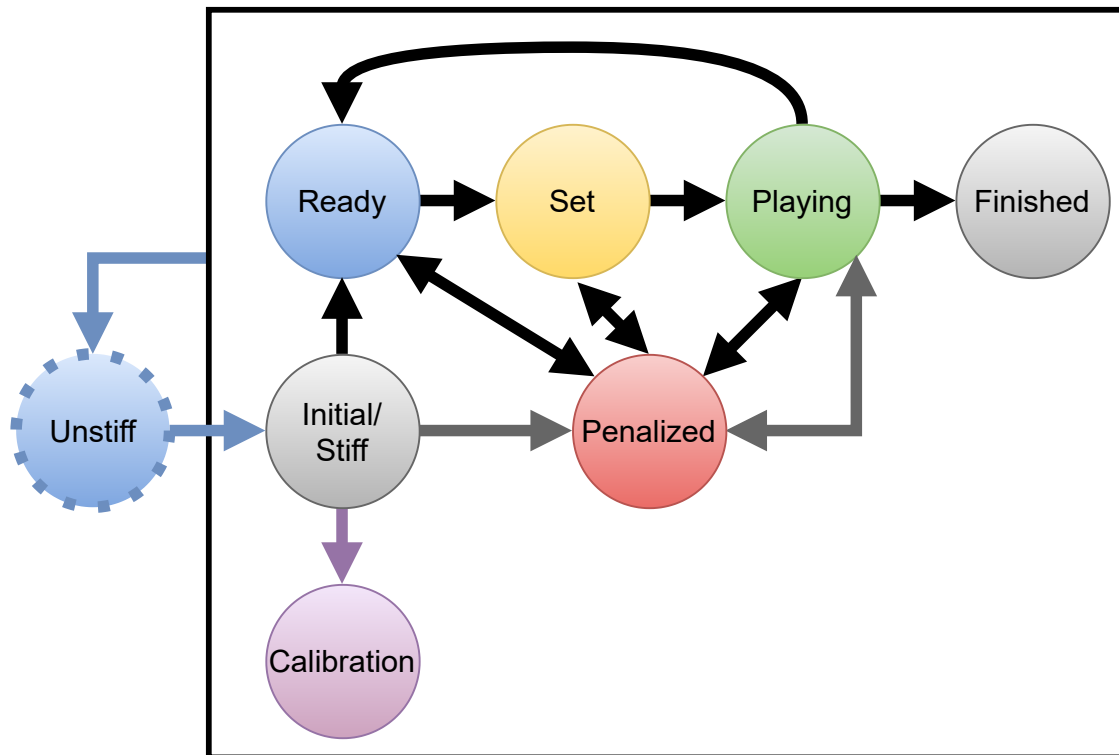 Ready
Set
Playing
Finished
Unstiff
Initial/
Stiff
Penalized
Calibration